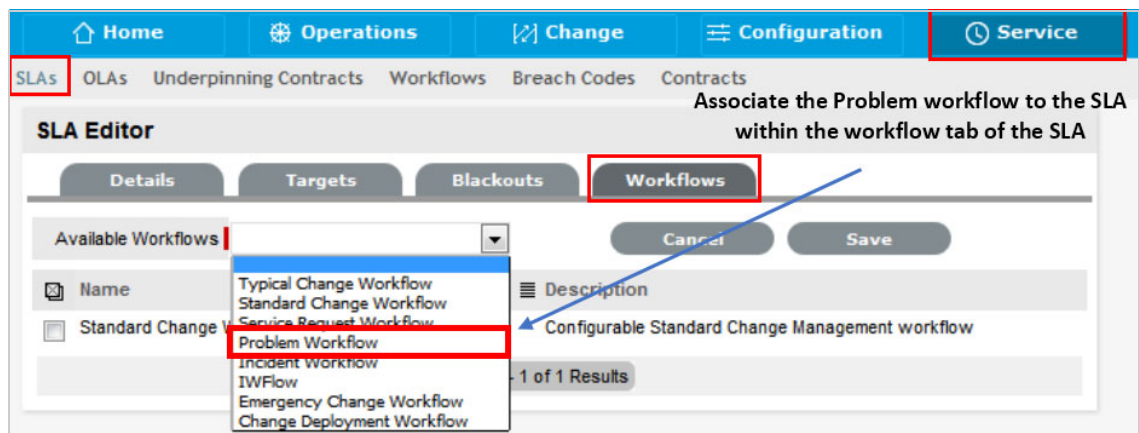 Home Operations Change Configuration Service
SLAs OLAs Underpinning Contracts Workflows Breach Codes Contracts
Associate the Problem workflow to the SLA
within the workflow tab of the SLA
SLA Editor
Details Targets Blackouts Workflows
Available Workflows Cancel Save
Name Description
Typical Change Workflow
Standard Change Workflow
Service Request Workflow
Problem Workflow
Incident Workflow
IWFlow
Emergency Change Workflow
Change Deployment Workflow
Standard Change W Configurable Standard Change Management workflow
- 1 of 1 Results